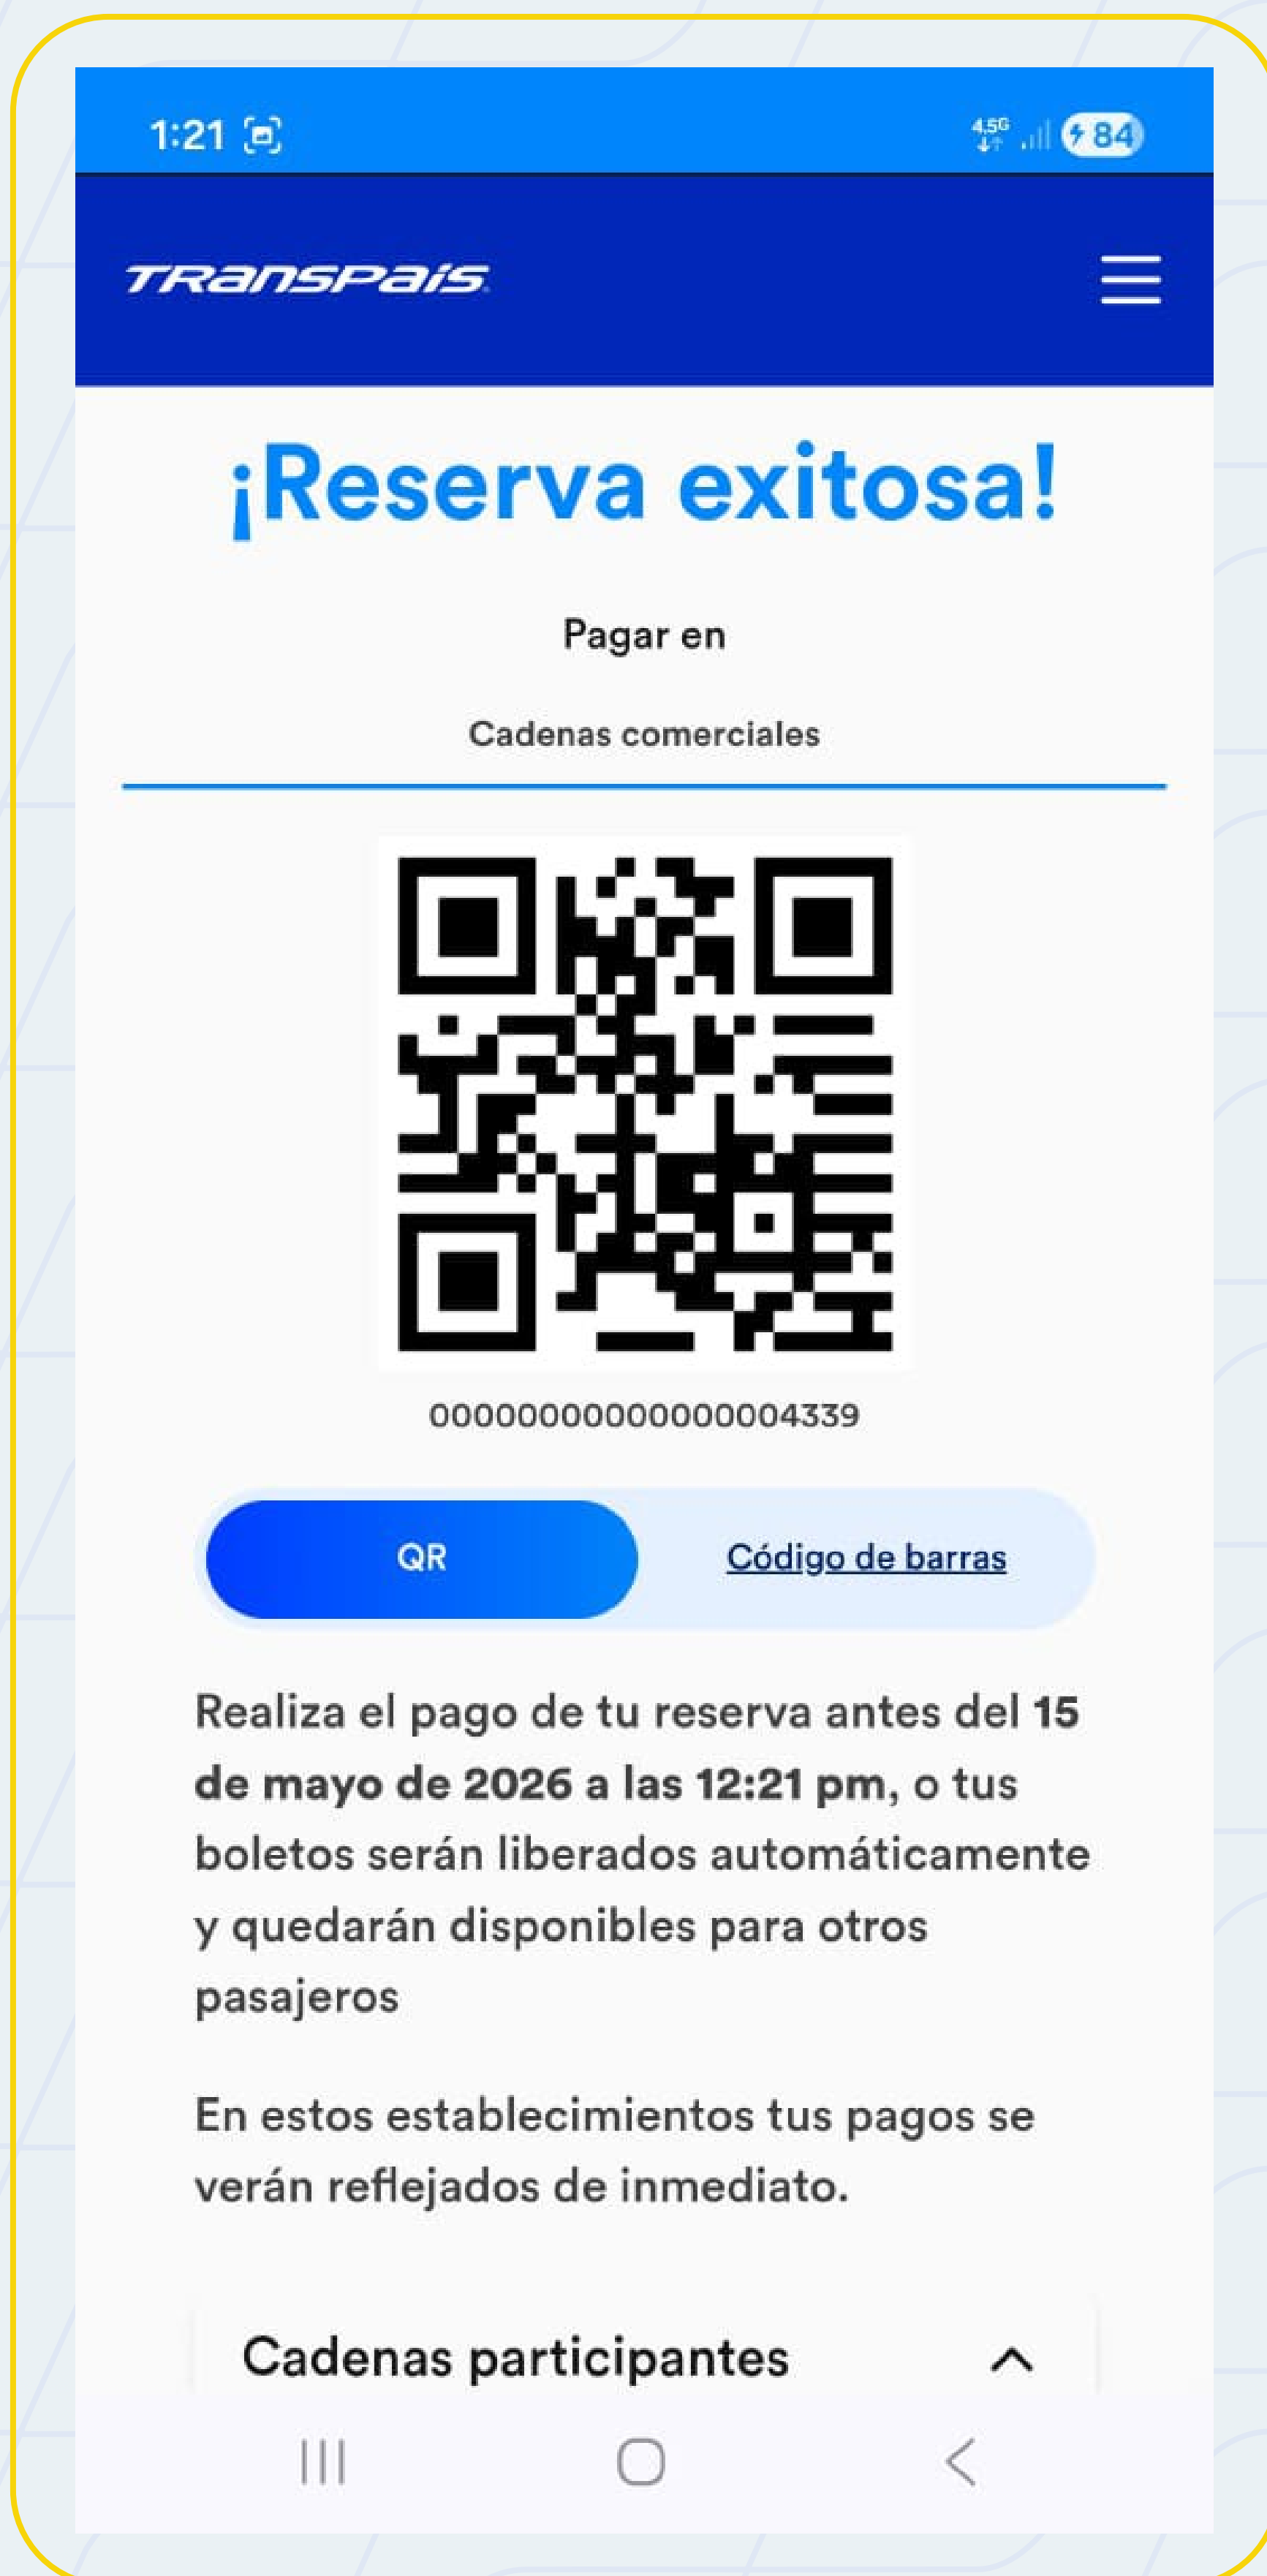 1:21
4.5G
84
TRANSPAÍS
¡Reserva exitosa!
Pagar en
Cadenas comerciales
00000000000000004339
QR
Código de barras
Realiza el pago de tu reserva antes del 15
de mayo de 2026 a las 12:21 pm, o tus
boletos serán liberados automáticamente
y quedarán disponibles para otros
pasajeros
En estos establecimientos tus pagos se
verán reflejados de inmediato.
Cadenas participantes